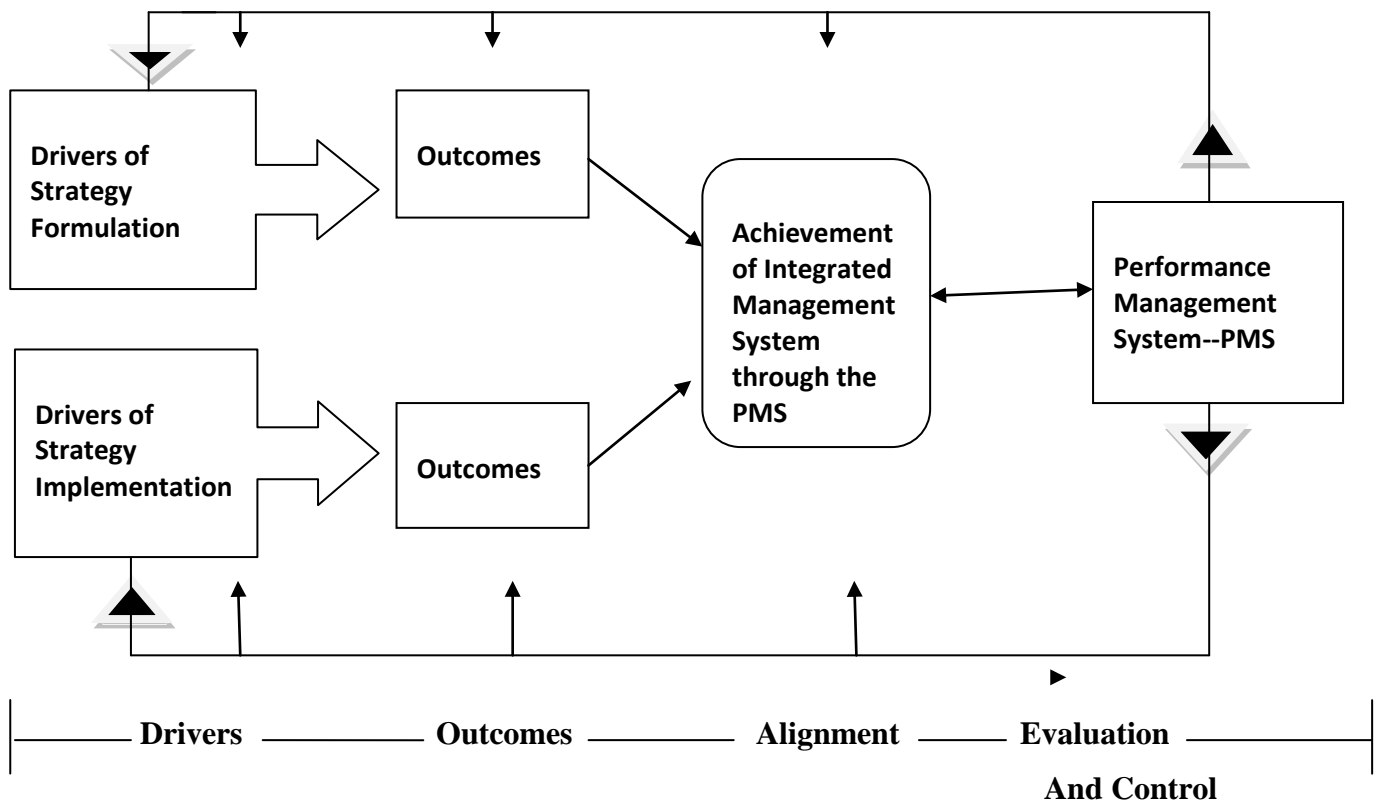 Drivers of
Strategy
Formulation
Outcomes
Achievement
of Integrated
Management
System
through the
PMS
Performance
Management
System--PMS
Drivers of
Strategy
Implementation
Outcomes
Drivers
Outcomes
Alignment
Evaluation
And Control